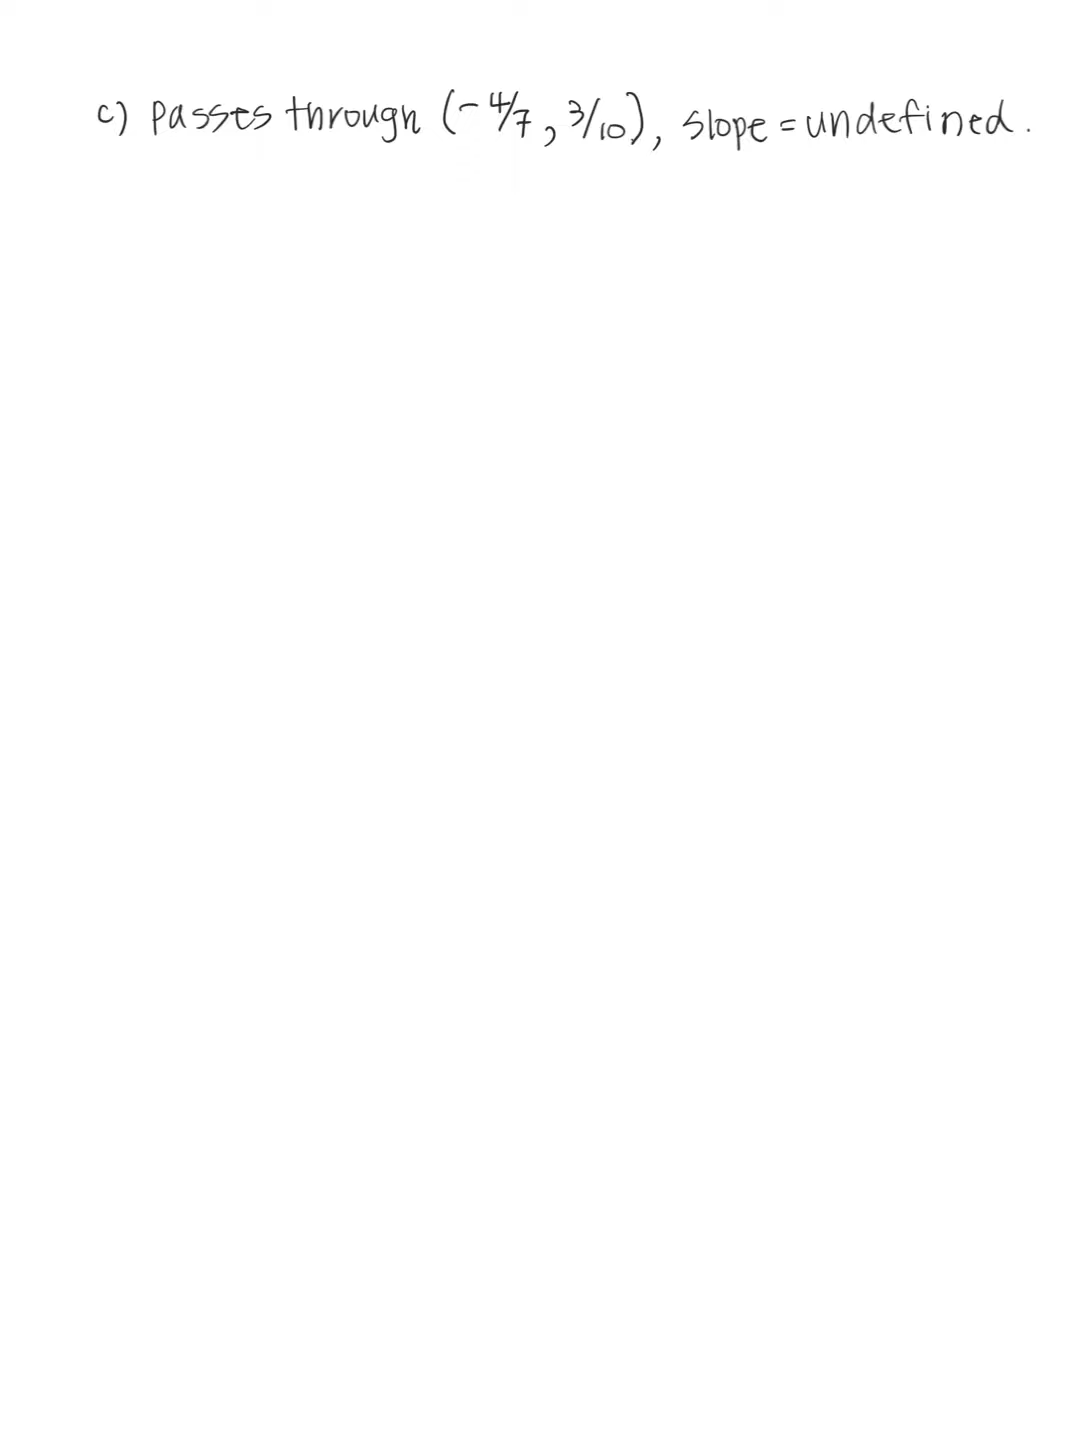 c) passes through (-4/7, 3/10), slope = undefined.